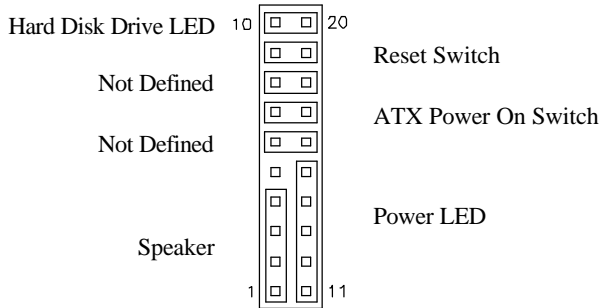 Hard Disk Drive LED
10
20
Reset Switch
Not Defined
ATX Power On Switch
Not Defined
Power LED
Speaker
1
11